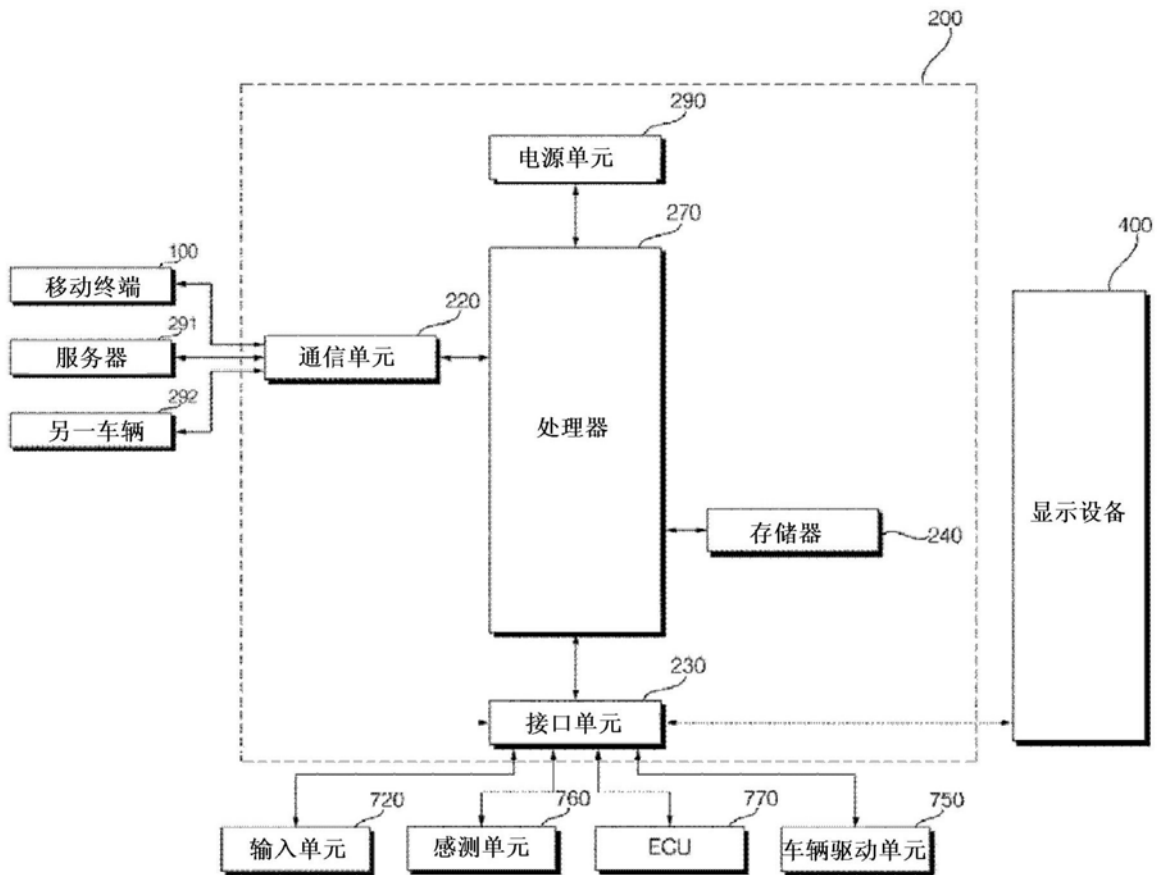 200
290
电源单元
270
400
100
移动终端
220
291
服务器
通信单元
292
另一车辆
处理器
显示设备
存储器
240
230
接口单元
720
760
770
750
输入单元
感测单元
ECU
车辆驱动单元